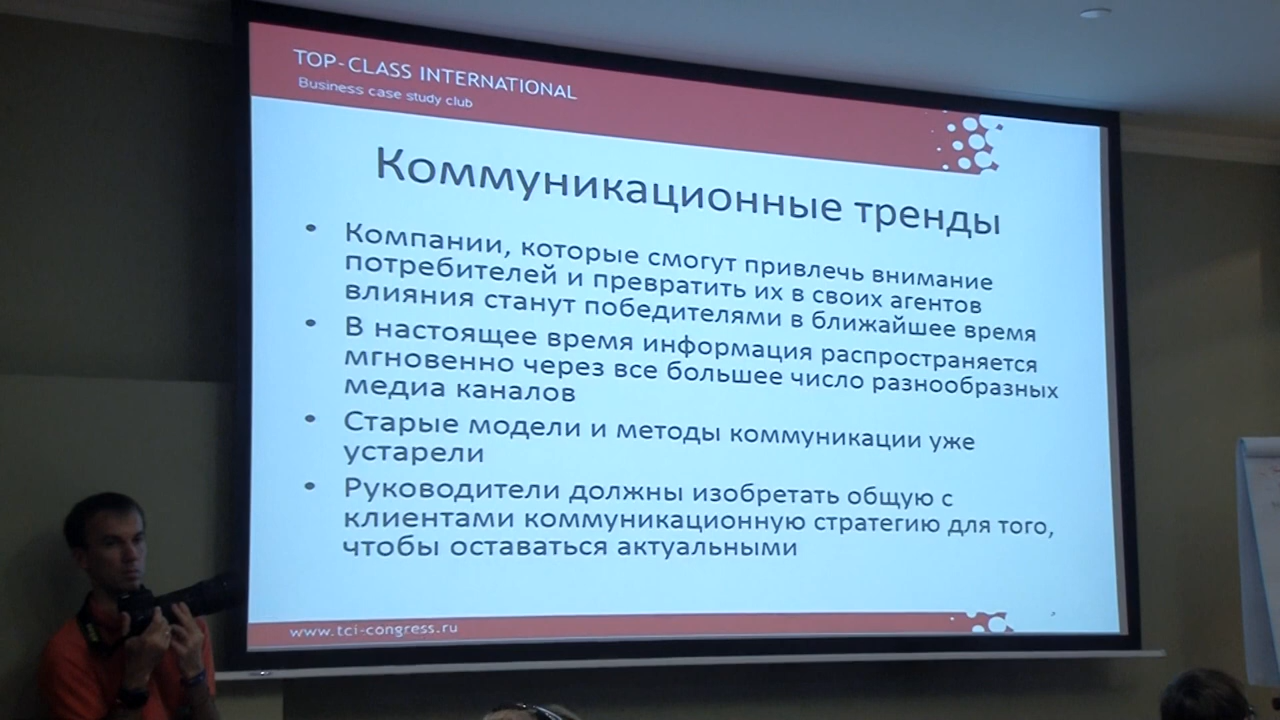 TOP-CLASS INTERNATIONAL
Business case study club
Коммуникационные тренды
• Компании, которые смогут привлечь внимание
потребителей и превратить их в своих агентов
влияния станут победителями в ближайшее время
• В настоящее время информация распространяется
мгновенно через все большее число разнообразных
медиа каналов
• Старые модели и методы коммуникации уже
устарели
• Руководители должны изобретать общую с
клиентами коммуникационную стратегию для того,
чтобы оставаться актуальными
www.tci-congress.ru